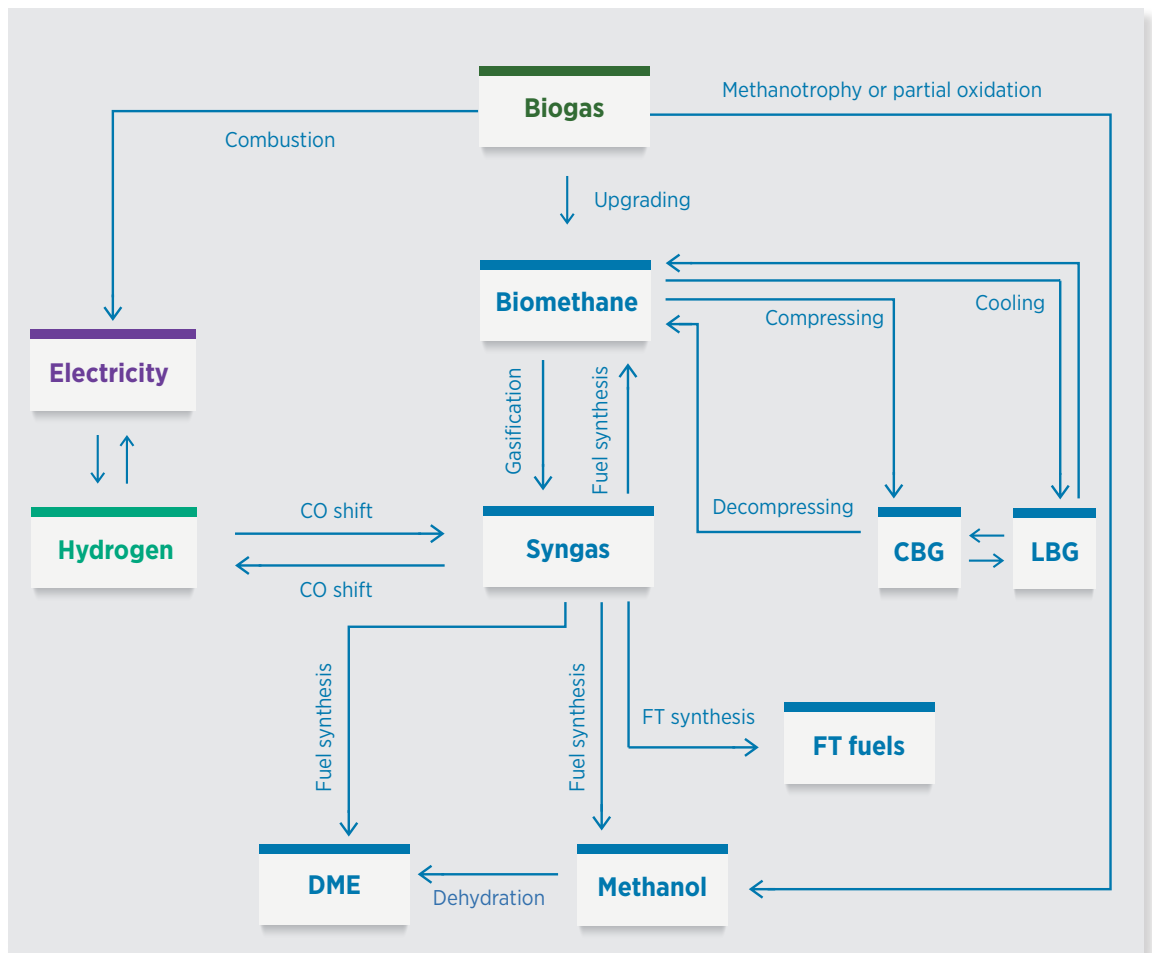 Methanotrophy or partial oxidation
Biogas
Combustion
Upgrading
Biomethane
Cooling
Compressing
Electricity
Gasification
Fuel synthesis
Decompressing
CO shift
Hydrogen
Syngas
CBG
LBG
CO shift
Fuel synthesis
Fuel synthesis
FT synthesis
FT fuels
DME
Methanol
Dehydration